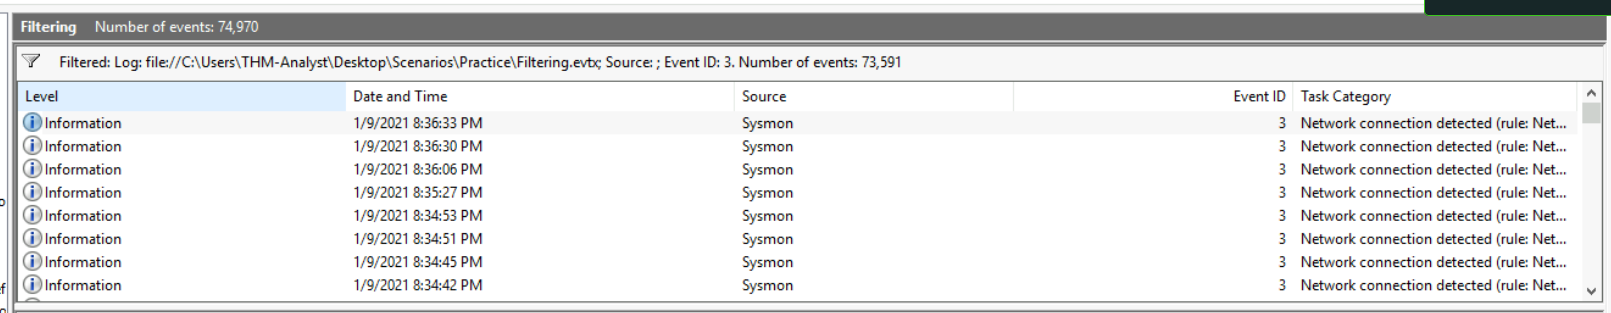 Filtering Number of events: 74,970
Filtered: Log: file://C:\Users\THM-Analyst\Desktop\Scenarios\Practice\Filtering.evtx; Source: ; Event ID: 3. Number of events: 73,591
Level Date and Time Source Event ID Task Category
Information 1/9/2021 8:36:33 PM Sysmon 3 Network connection detected (rule: Net...
Information 1/9/2021 8:36:30 PM Sysmon 3 Network connection detected (rule: Net...
Information 1/9/2021 8:36:06 PM Sysmon 3 Network connection detected (rule: Net...
Information 1/9/2021 8:35:27 PM Sysmon 3 Network connection detected (rule: Net...
Information 1/9/2021 8:34:53 PM Sysmon 3 Network connection detected (rule: Net...
Information 1/9/2021 8:34:51 PM Sysmon 3 Network connection detected (rule: Net...
Information 1/9/2021 8:34:45 PM Sysmon 3 Network connection detected (rule: Net...
Information 1/9/2021 8:34:42 PM Sysmon 3 Network connection detected (rule: Net...